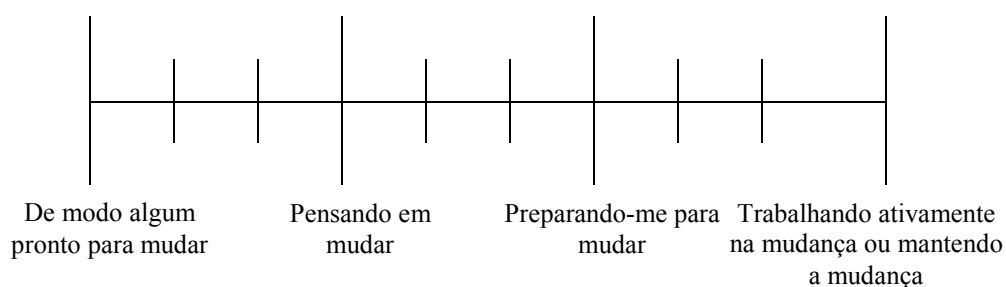 De modo algum
pronto para mudar
Pensando em
mudar
Preparando-me para
mudar
Trabalhando ativamente
na mudança ou mantendo
a mudança